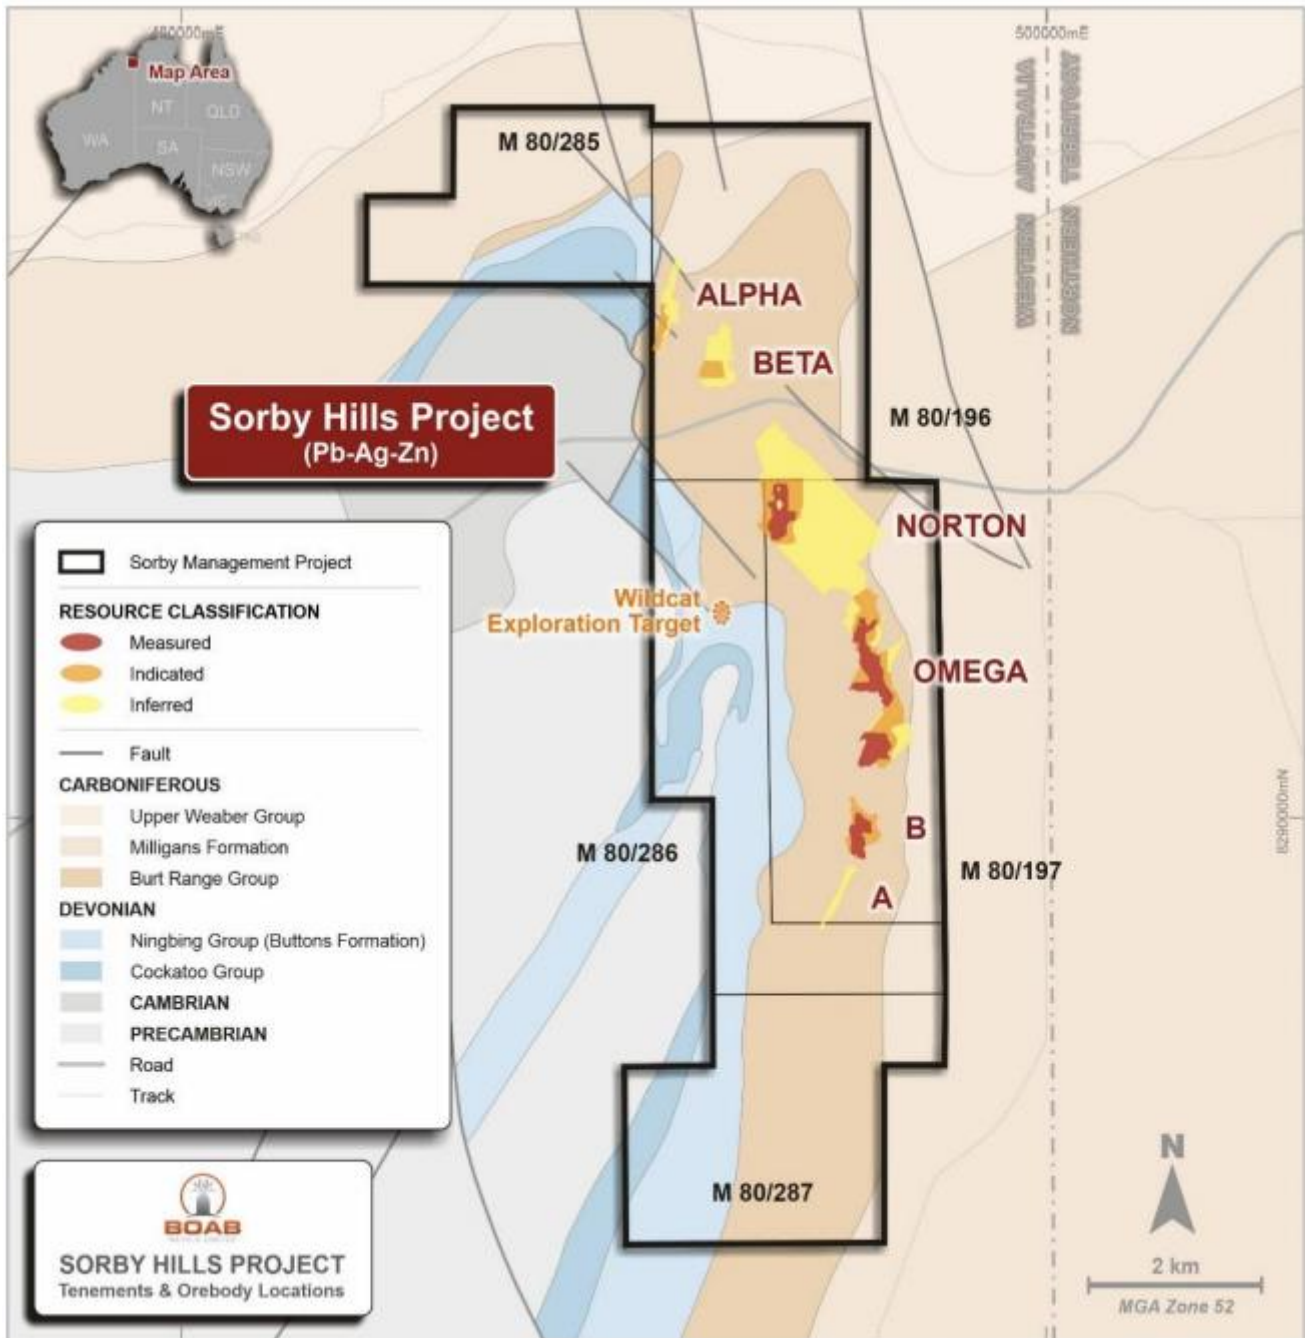 500000mE
Map Area
WA
NT
QLD
SA
NSW
WESTERN AUSTRALIA
NORTHERN TERRITORY
M 80/285
ALPHA
BETA
M 80/196
Sorby Hills Project
(Pb-Ag-Zn)
NORTON
Wildcat
Exploration Target
OMEGA
8290000mN
B
M 80/286
M 80/197
A
M 80/287
Sorby Management Project
RESOURCE CLASSIFICATION
Measured
Indicated
Inferred
Fault
CARBONIFEROUS
Upper Weaber Group
Milligans Formation
Burt Range Group
DEVONIAN
Ningbing Group (Buttons Formation)
Cockatoo Group
CAMBRIAN
PRECAMBRIAN
Road
Track
BOAB
SORBY HILLS PROJECT
Tenements & Orebody Locations
N
2 km
MGA Zone 52